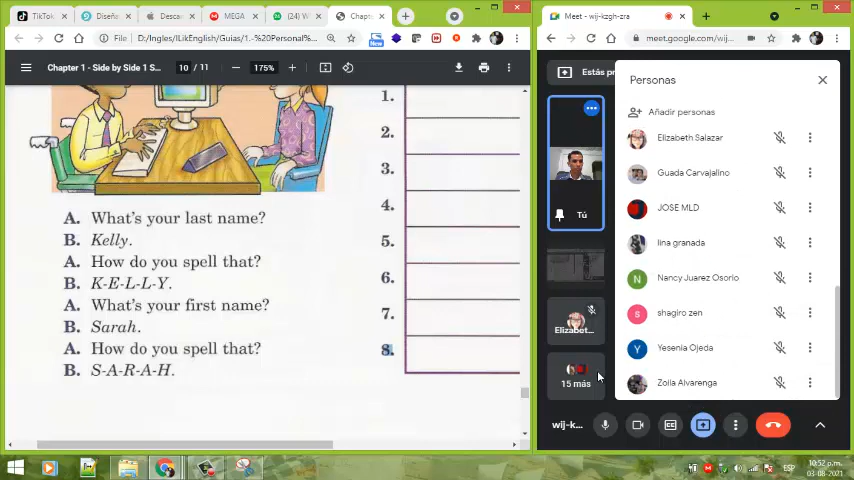 TikTok
Diseña
Descar
MEGA
(24) W
Chapte
File
D:/Ingles/ILikEnglish/Guias/1.-%20Personal...
New
Chapter 1 - Side by Side 1 S...
10 / 11
175%
A. What's your last name?
B. Kelly.
A. How do you spell that?
B. K-E-L-L-Y.
A. What's your first name?
B. Sarah.
A. How do you spell that?
B. S-A-R-A-H.
1.
2.
3.
4.
5.
6.
7.
8.
Meet - wij-kzgh-zra
meet.google.com/wij...
Estás pr
Tú
Elizabet...
15 más
Personas
Añadir personas
Elizabeth Salazar
Guada Carvajalino
JOSE MLD
lina granada
N
Nancy Juarez Osorio
s
shagiro zen
Y
Yesenia Ojeda
Zoila Alvarenga
wij-k...
ESP
10:52 p.m.
03-08-2021